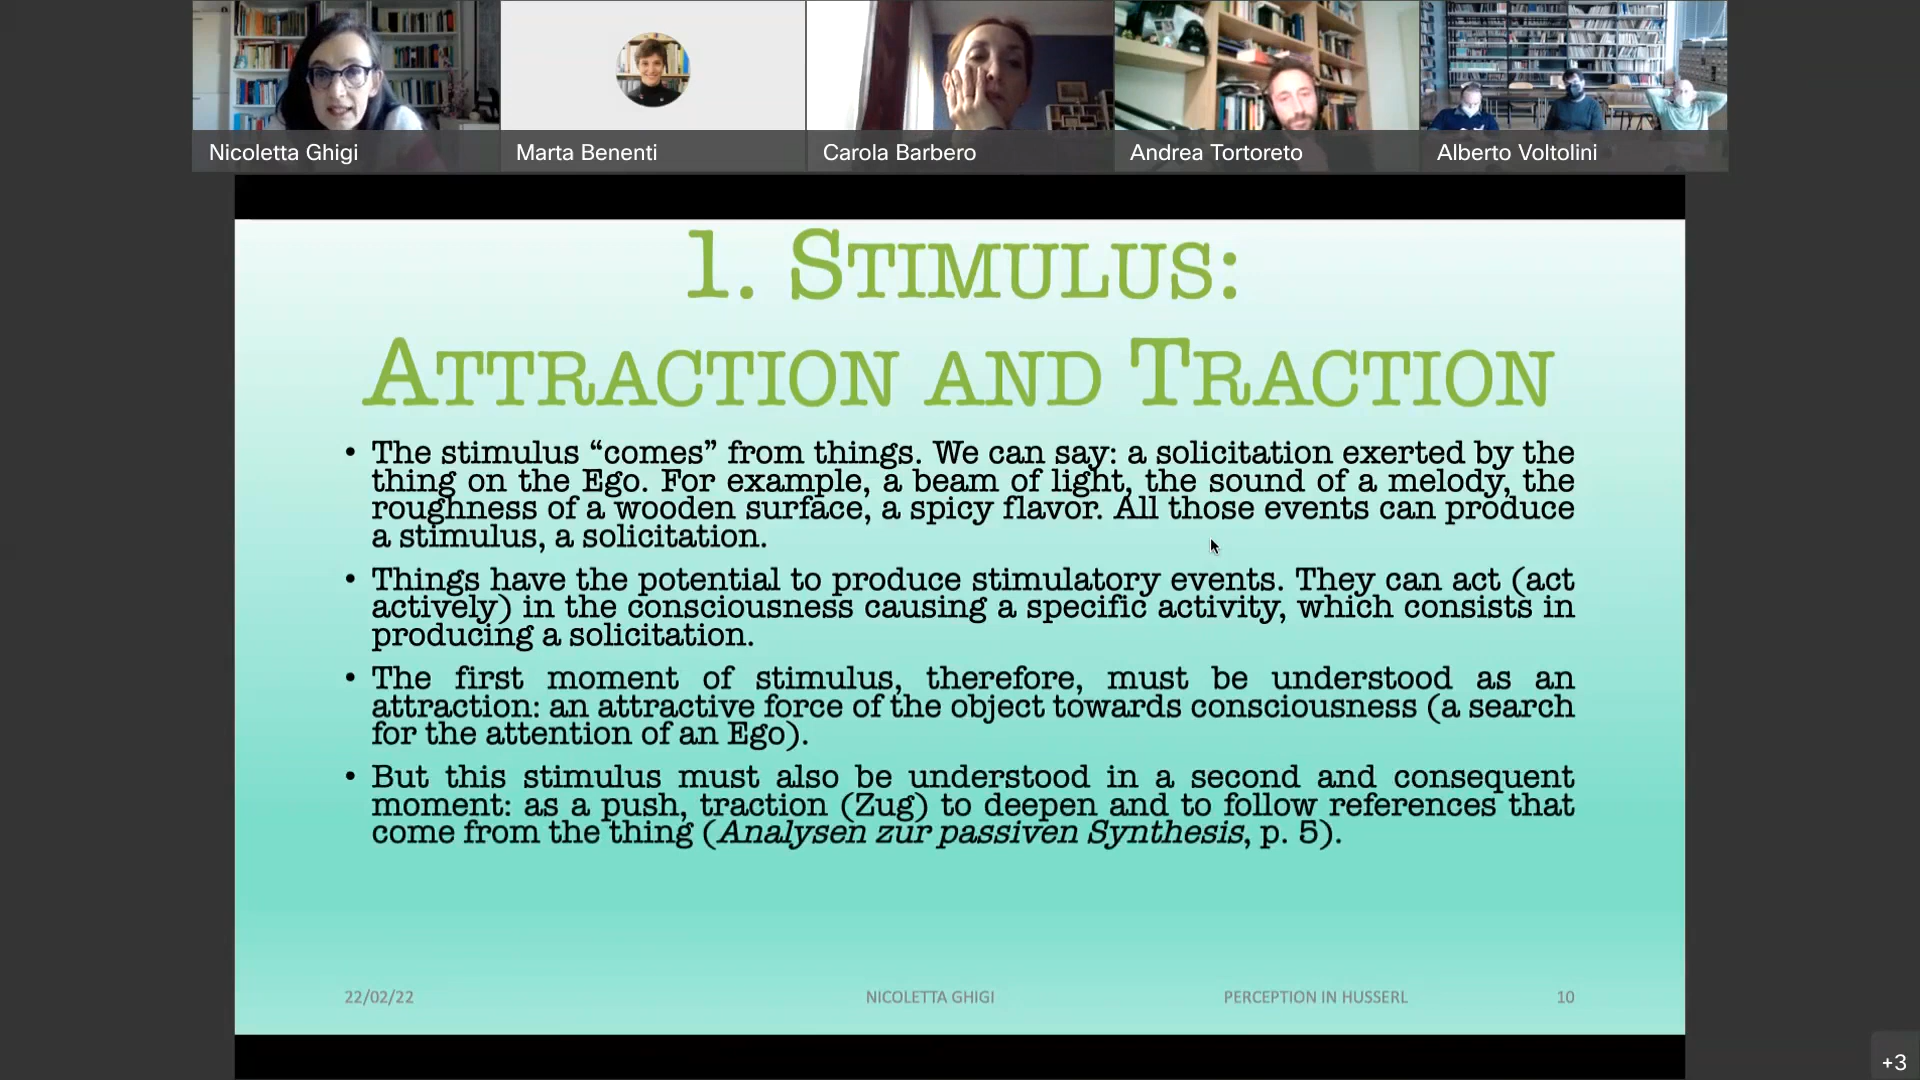 Nicoletta Ghigi
Marta Benenti
Carola Barbero
Andrea Tortoreto
Alberto Voltolini
1. STIMULUS:
ATTRACTION AND TRACTION
• The stimulus “comes” from things. We can say: a solicitation exerted by the
thing on the Ego. For example, a beam of light, the sound of a melody, the
roughness of a wooden surface, a spicy flavor. All those events can produce
a stimulus, a solicitation.
• Things have the potential to produce stimulatory events. They can act (act
actively) in the consciousness causing a specific activity, which consists in
producing a solicitation.
• The first moment of stimulus, therefore, must be understood as an
attraction: an attractive force of the object towards consciousness (a search
for the attention of an Ego).
• But this stimulus must also be understood in a second and consequent
moment: as a push, traction (Zug) to deepen and to follow references that
come from the thing (Analysen zur passiven Synthesis, p. 5).
22/02/22
NICOLETTA GHIGI
PERCEPTION IN HUSSERL
10
+3